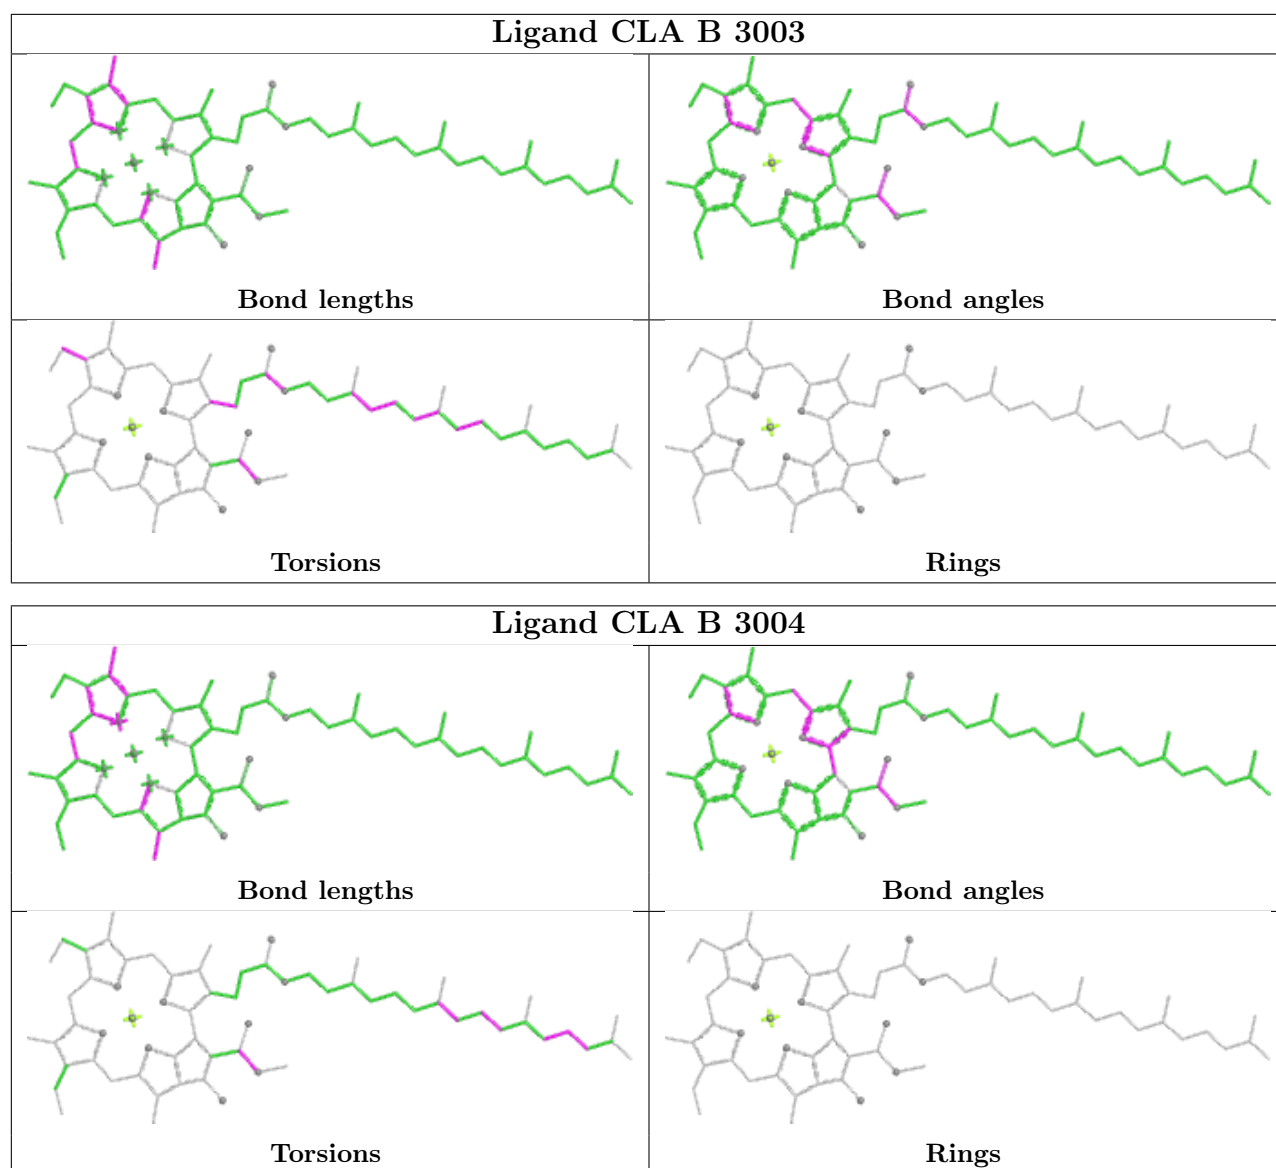 Ligand CLA B 3003
Bond lengths
Bond angles
Torsions
Rings
Ligand CLA B 3004
Bond lengths
Bond angles
Torsions
Rings